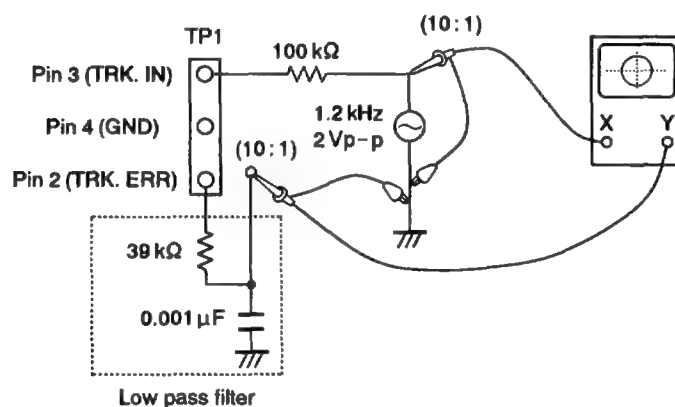 TP1
(10 : 1)
100 kΩ
Pin 3 (TRK. IN)
1.2 kHz
2 Vp-p
X
Y
Pin 4 (GND)
(10 : 1)
Pin 2 (TRK. ERR)
39 kΩ
0.001 µF
Low pass filter